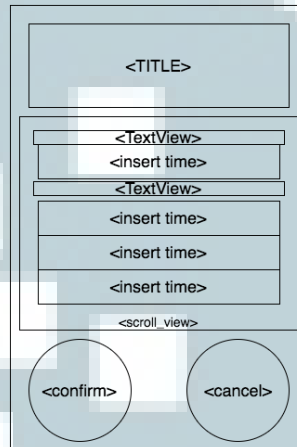 <TITLE>
<TextView>
<insert time>
<TextView>
<insert time>
<insert time>
<insert time>
<scroll_view>
<confirm> <cancel>